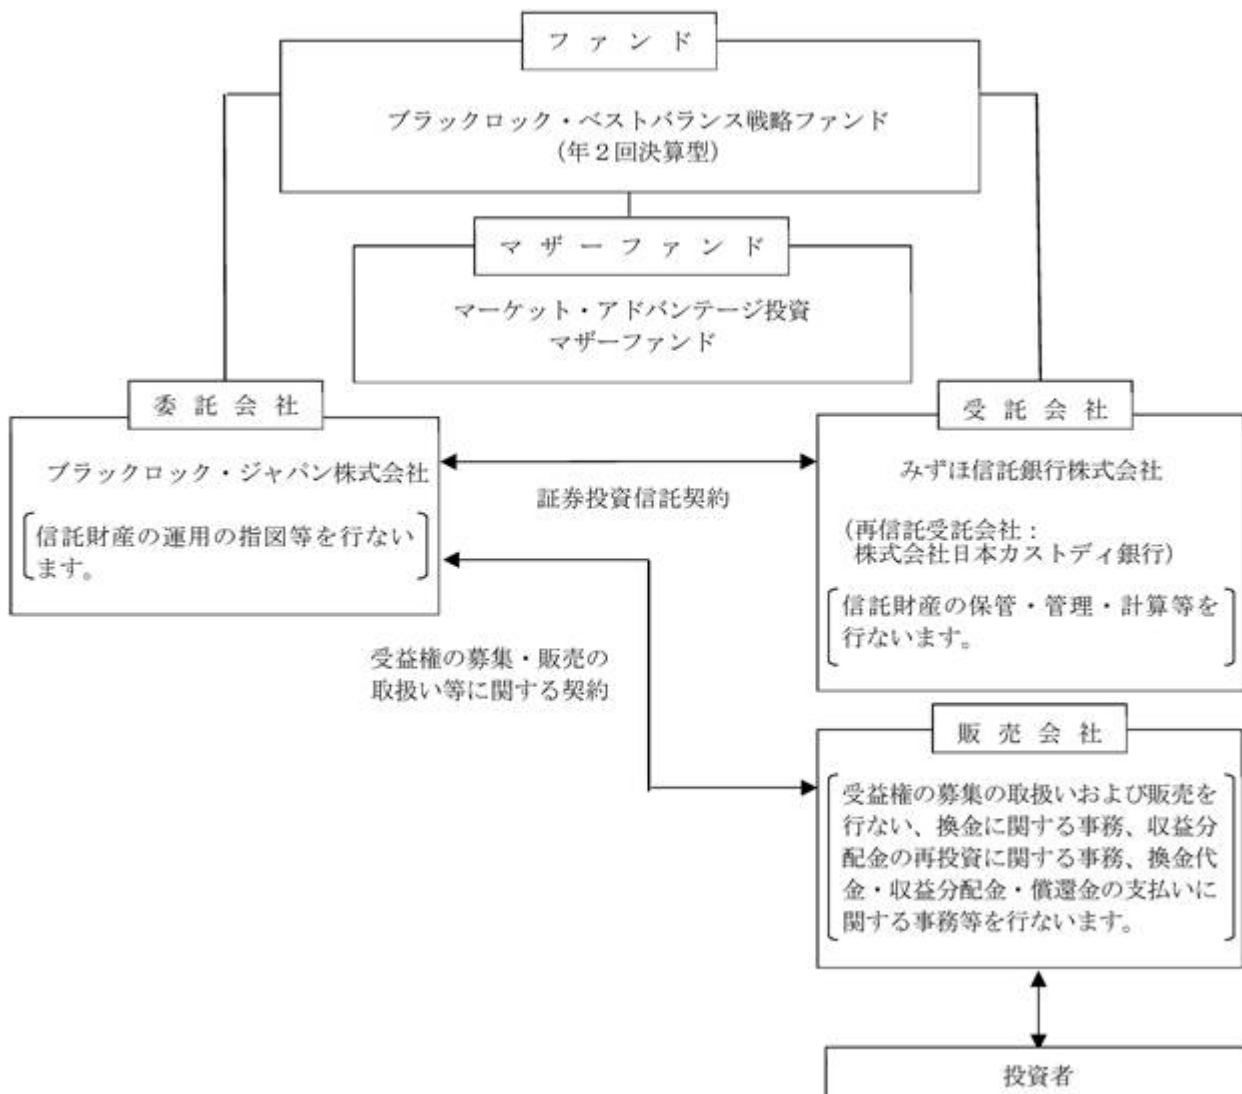 ファンド
ブラックロック・ベストバランス戦略ファンド
（年２回決算型）
マザーファンド
マーケット・アドバンテージ投資
マザーファンド
委託会社
ブラックロック・ジャパン株式会社
信託財産の運用の指図等を行ない
ます。
証券投資信託契約
受託会社
みずほ信託銀行株式会社
（再信託受託会社：
株式会社日本カストディ銀行）
信託財産の保管・管理・計算等を
行ないます。
受益権の募集・販売の
取扱い等に関する契約
販売会社
受益権の募集の取扱いおよび販売を
行ない、換金に関する事務、収益分
配金の再投資に関する事務、換金代
金・収益分配金・償還金の支払いに
関する事務等を行ないます。
投資者